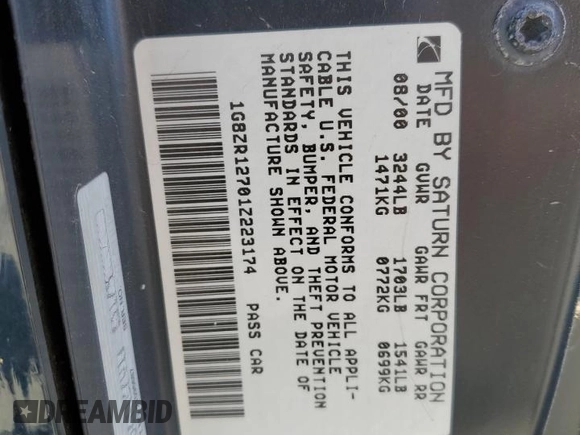 MFD BY SATURN CORPORATION
DATE GVWR GAWR FRT GAWR RR
08/00 3244LB 1703LB 1541LB
1471KG 0772KG 0699KG
THIS VEHICLE CONFORMS TO ALL APPLI-
CABLE U.S. FEDERAL MOTOR VEHICLE
SAFETY, BUMPER, AND THEFT PREVENTION
STANDARDS IN EFFECT ON THE DATE OF
MANUFACTURE SHOWN ABOVE.
1G8ZR12701Z223174 PASS CAR
DREAMBID